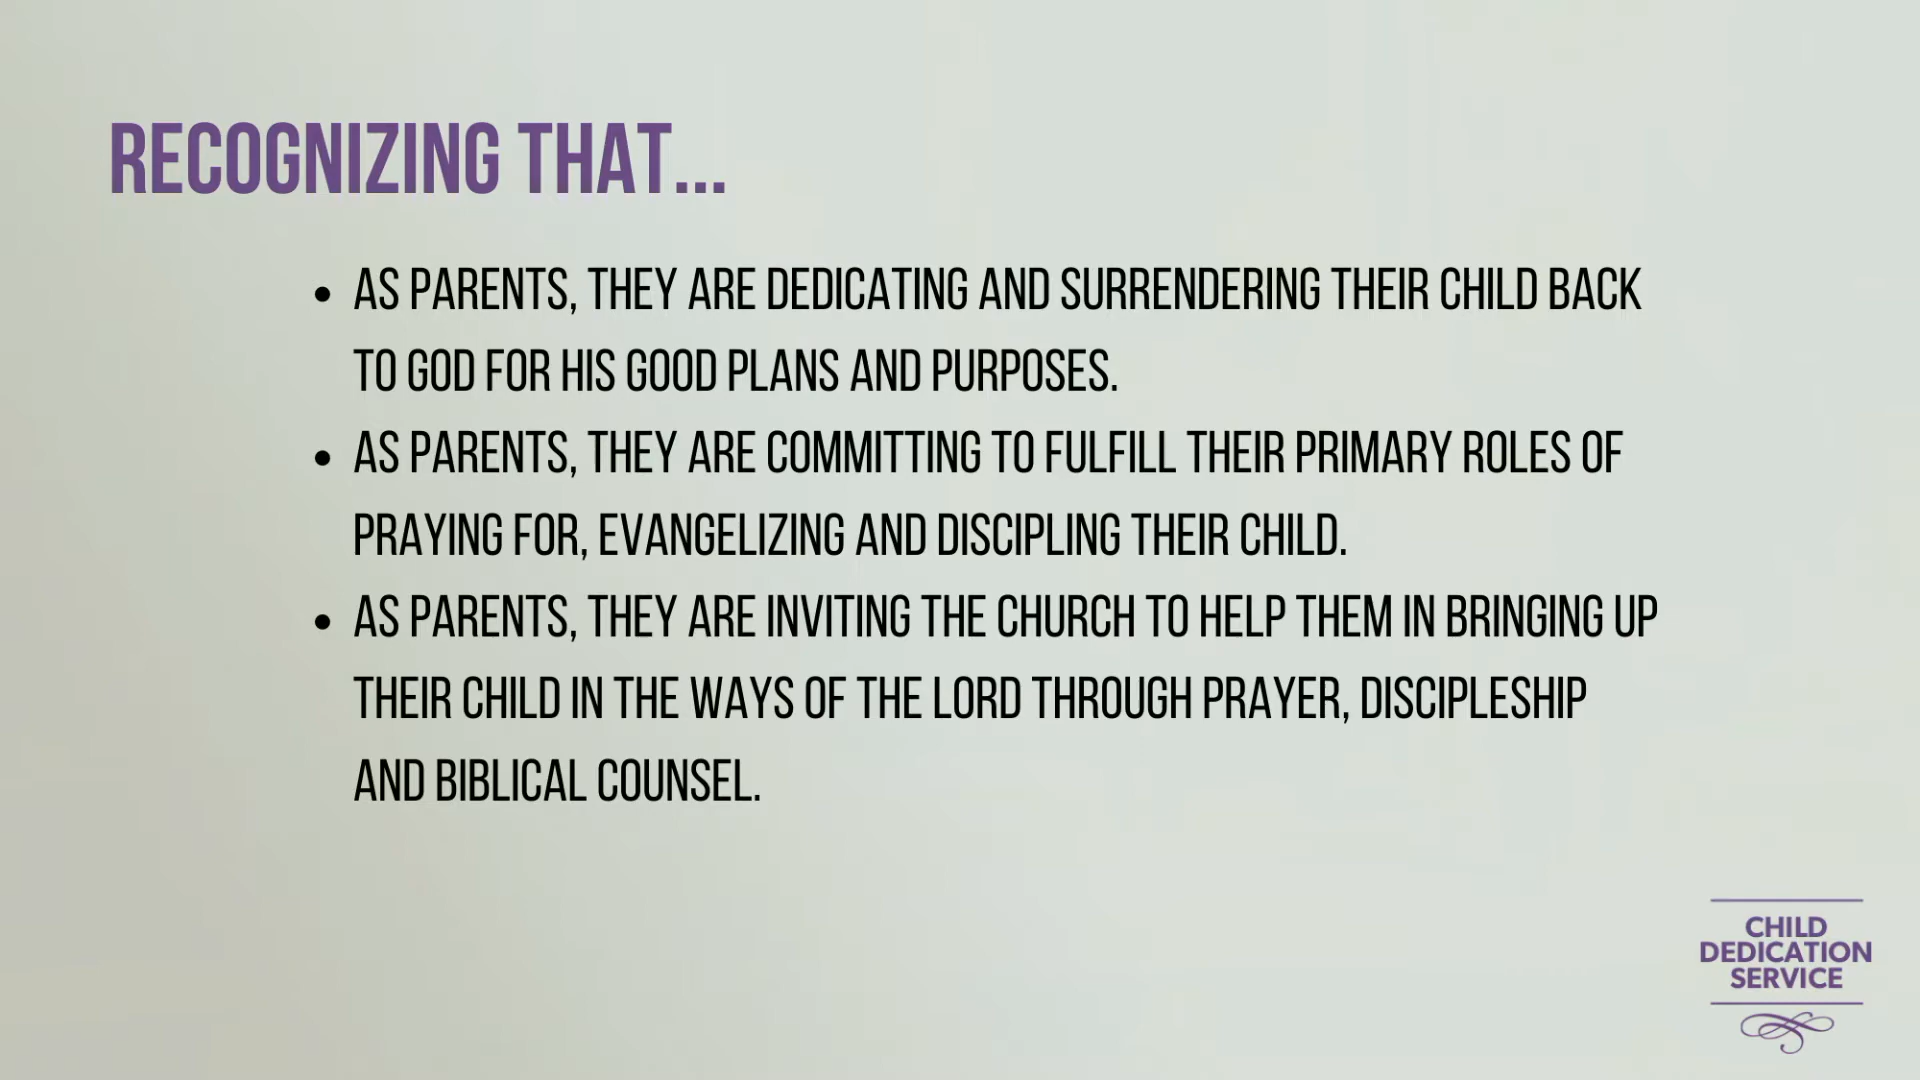 RECOGNIZING THAT...
• AS PARENTS, THEY ARE DEDICATING AND SURRENDERING THEIR CHILD BACK
TO GOD FOR HIS GOOD PLANS AND PURPOSES.
• AS PARENTS, THEY ARE COMMITTING TO FULFILL THEIR PRIMARY ROLES OF
PRAYING FOR, EVANGELIZING AND DISCIPLING THEIR CHILD.
• AS PARENTS, THEY ARE INVITING THE CHURCH TO HELP THEM IN BRINGING UP
THEIR CHILD IN THE WAYS OF THE LORD THROUGH PRAYER, DISCIPLESHIP
AND BIBLICAL COUNSEL.
CHILD
DEDICATION
SERVICE